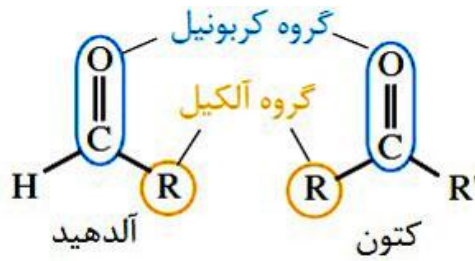 گروه کربونیل
O O
گروه آلکیل
C C
H R R R'
آلدهید کتون